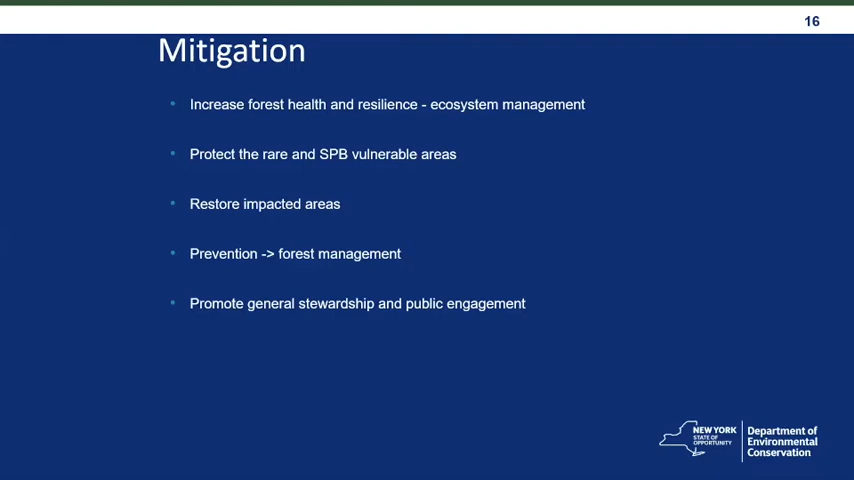 16
Mitigation
• Increase forest health and resilience - ecosystem management
• Protect the rare and SPB vulnerable areas
• Restore impacted areas
• Prevention -> forest management
• Promote general stewardship and public engagement
NEW YORK
STATE OF
OPPORTUNITY
Department of
Environmental
Conservation